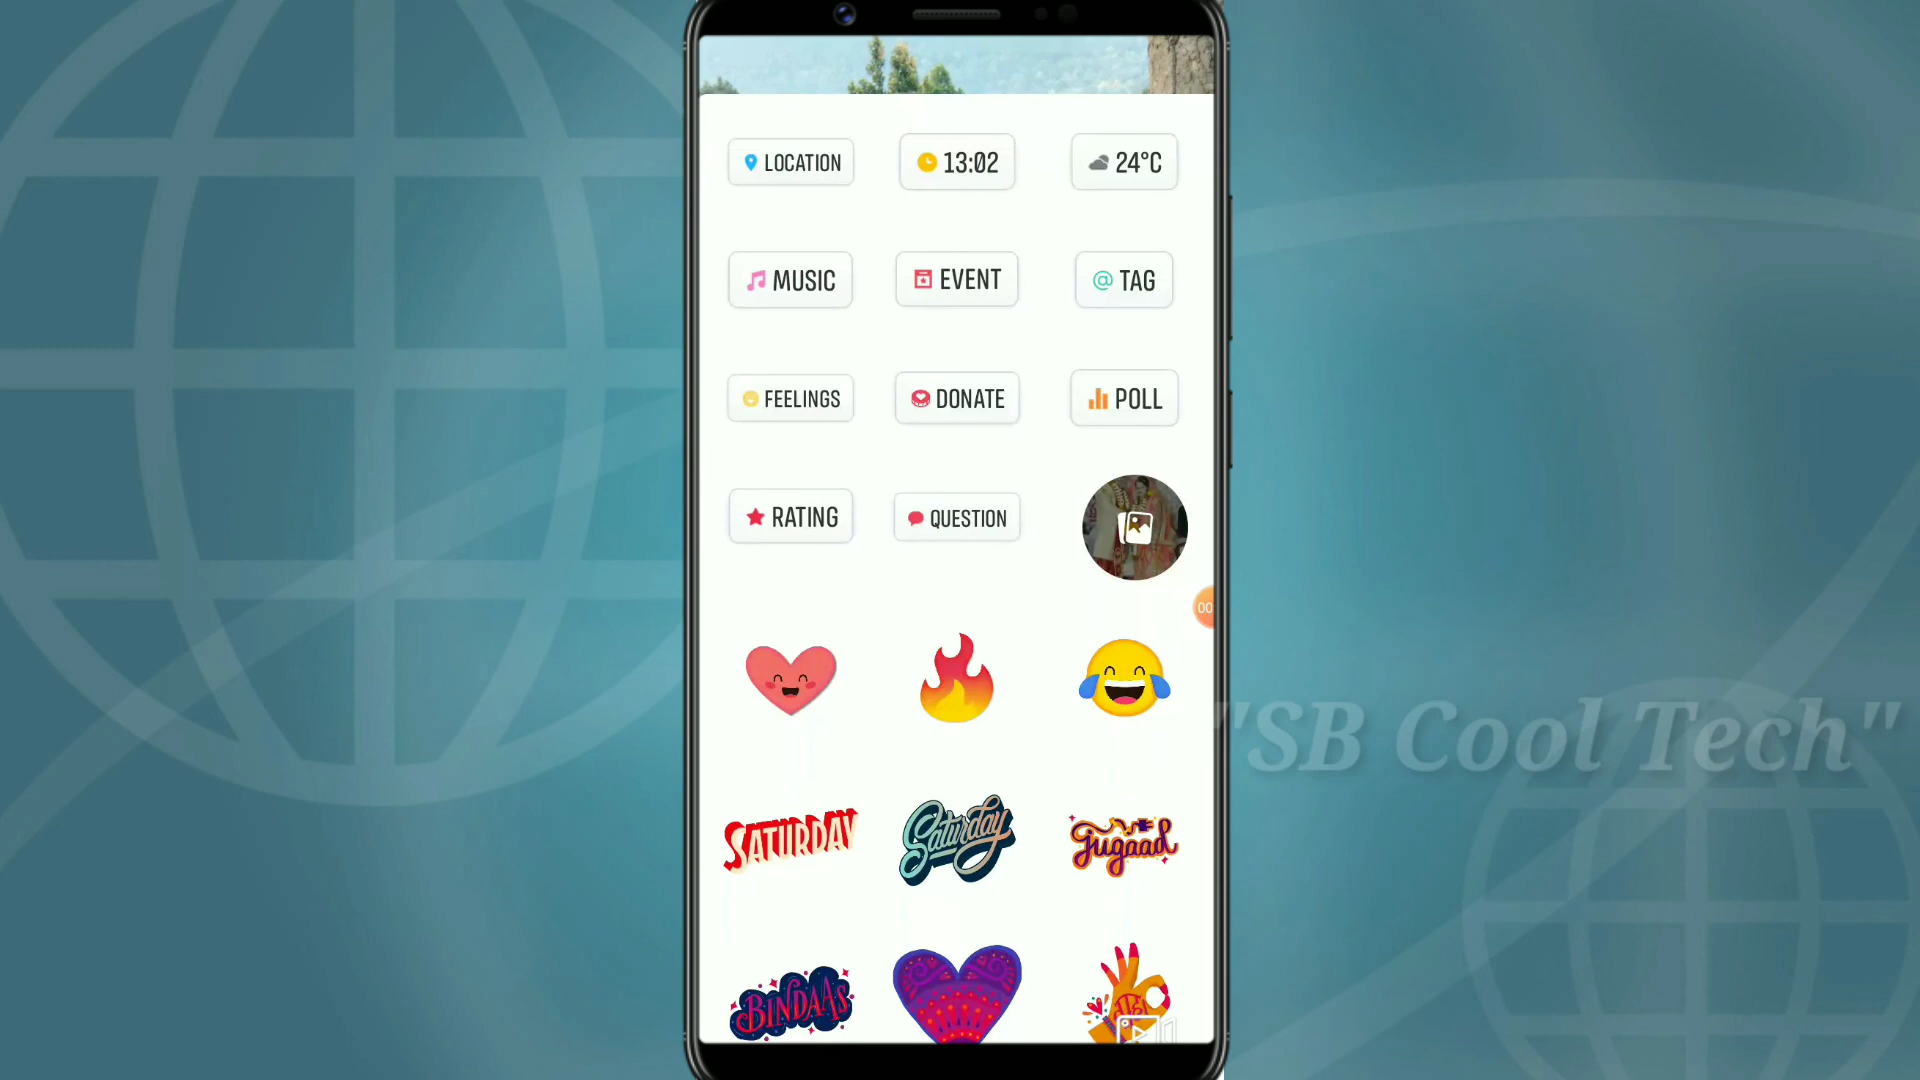 LOCATION
13:02
24°C
MUSIC
EVENT
@ TAG
FEELINGS
DONATE
POLL
RATING
QUESTION
00
"SB Cool Tech"
SATURDAY
Saturday
Jugaad
BINDAAS